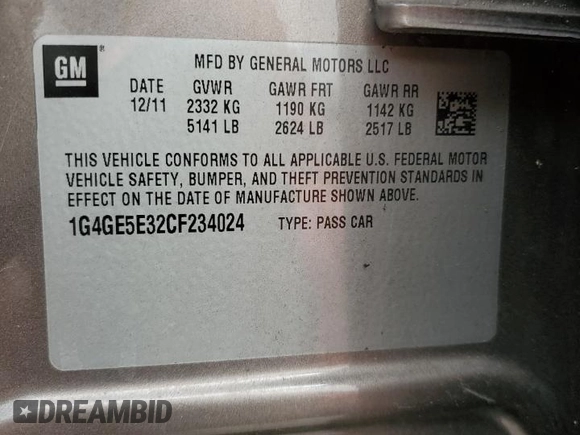 GM
MFD BY GENERAL MOTORS LLC
DATE GVWR GAWR FRT GAWR RR
12/11 2332 KG 1190 KG 1142 KG
5141 LB 2624 LB 2517 LB
THIS VEHICLE CONFORMS TO ALL APPLICABLE U.S. FEDERAL MOTOR
VEHICLE SAFETY, BUMPER, AND THEFT PREVENTION STANDARDS IN
EFFECT ON THE DATE OF MANUFACTURE SHOWN ABOVE.
1G4GE5E32CF234024 TYPE: PASS CAR
DREAMBID